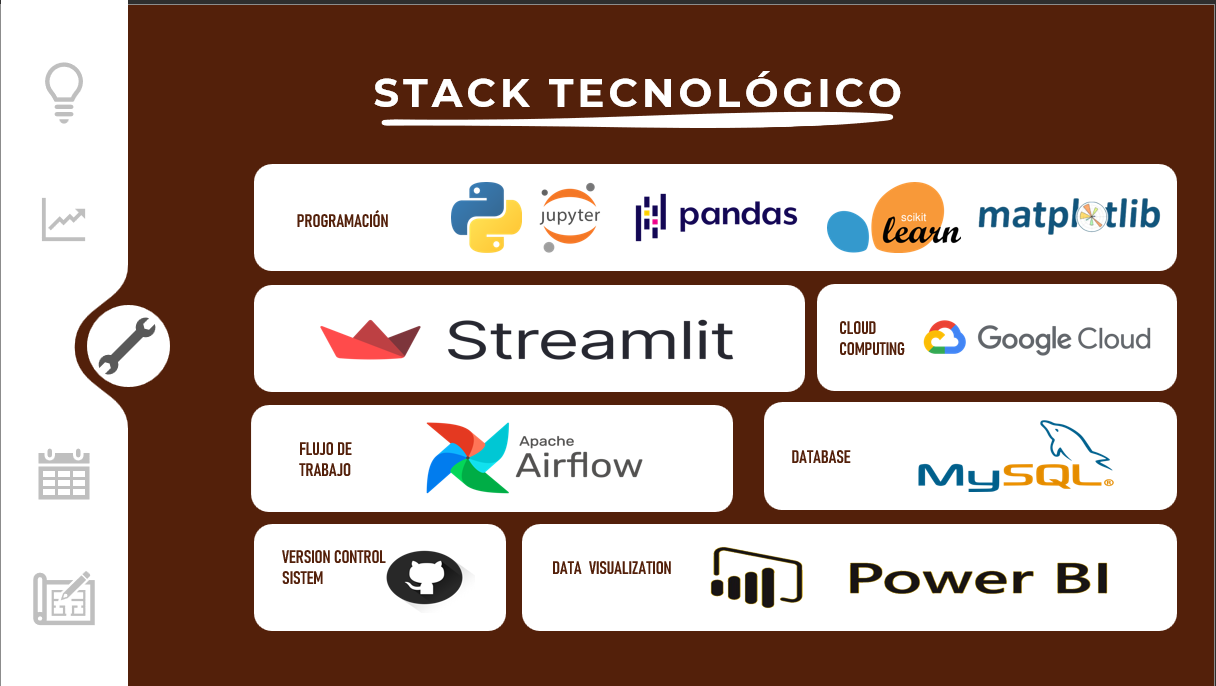 STACK TECNOLÓGICO
PROGRAMACIÓN
jupyter
pandas
scikit
learn
matplotlib
Streamlit
CLOUD
COMPUTING
Google Cloud
FLUJO DE
TRABAJO
Apache
Airflow
DATABASE
MySQL®
VERSION CONTROL
SISTEM
DATA VISUALIZATION
Power BI